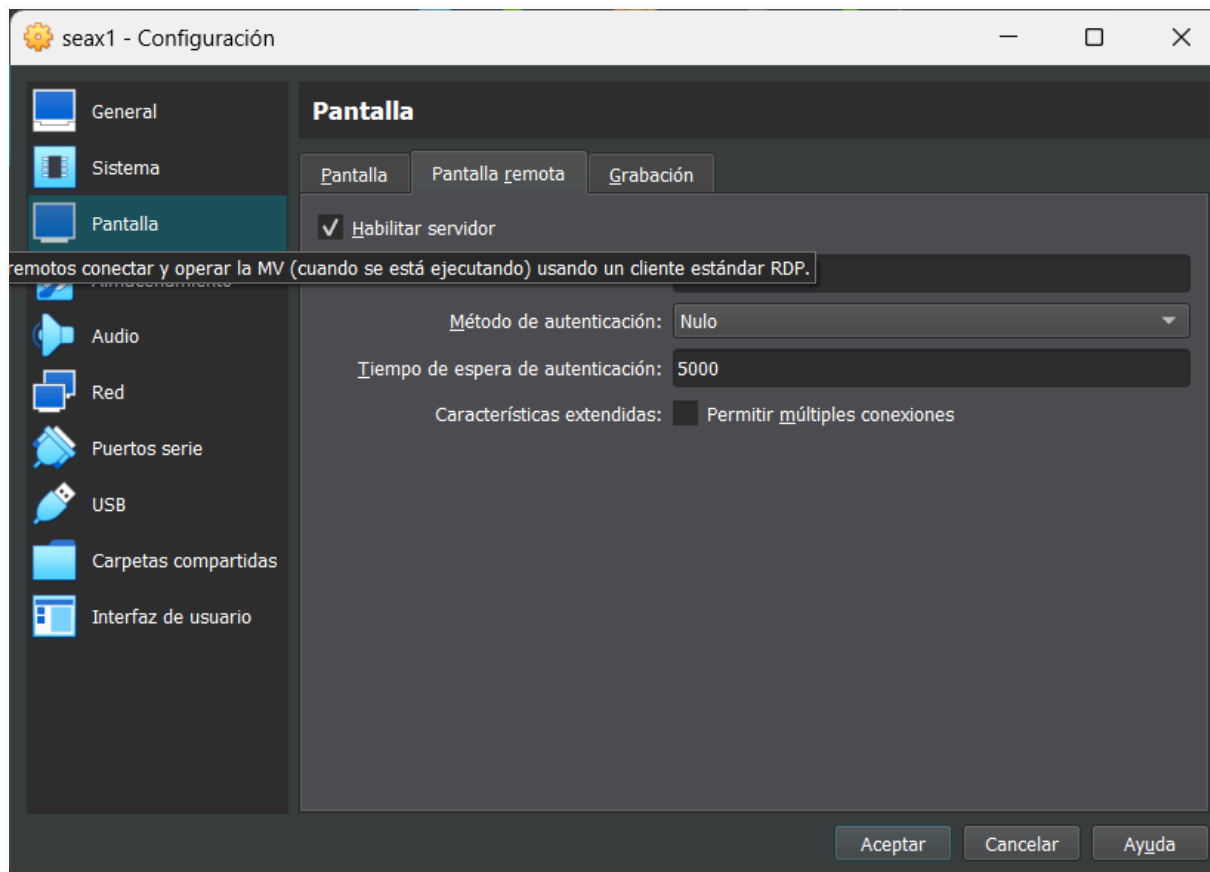 seax1 - Configuración
General
Sistema
Pantalla
Audio
Red
Puertos serie
USB
Carpetas compartidas
Interfaz de usuario
Pantalla
Pantalla
Pantalla remota
Grabación
Habilitar servidor
remotos conectar y operar la MV (cuando se está ejecutando) usando un cliente estándar RDP.
Método de autenticación: Nulo
Tiempo de espera de autenticación: 5000
Características extendidas: Permitir múltiples conexiones
Aceptar
Cancelar
Ayuda